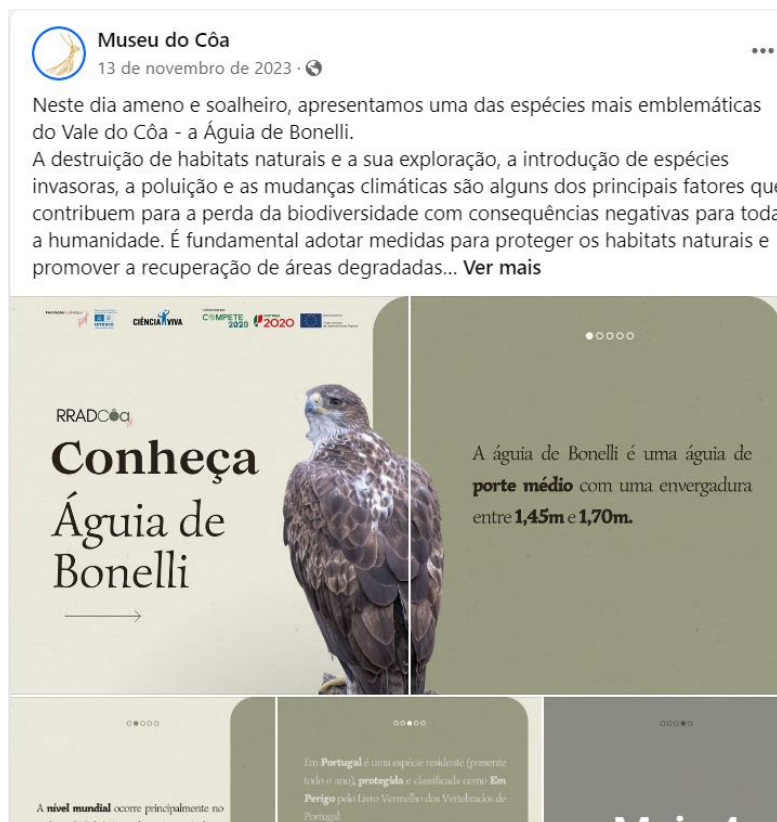 Museu do Côa
13 de novembro de 2023
Neste dia ameno e soalheiro, apresentamos uma das espécies mais emblemáticas
do Vale do Côa - a Águia de Bonelli.
A destruição de habitats naturais e a sua exploração, a introdução de espécies
invasoras, a poluição e as mudanças climáticas são alguns dos principais fatores que
contribuem para a perda da biodiversidade com consequências negativas para toda
a humanidade. É fundamental adotar medidas para proteger os habitats naturais e
promover a recuperação de áreas degradadas... Ver mais
unesco
CIÊNCIA VIVA
COMPETE
2020
2020
RRADCôa
Conheça
Águia de
Bonelli
A águia de Bonelli é uma águia de
porte médio com uma envergadura
entre 1,45m e 1,70m.
A nível mundial ocorre principalmente no
Em Portugal é uma espécie residente (presente
todo o ano), protegida e classificada como Em
Perigo pelo Livro Vermelho dos Vertebrados de
Portugal